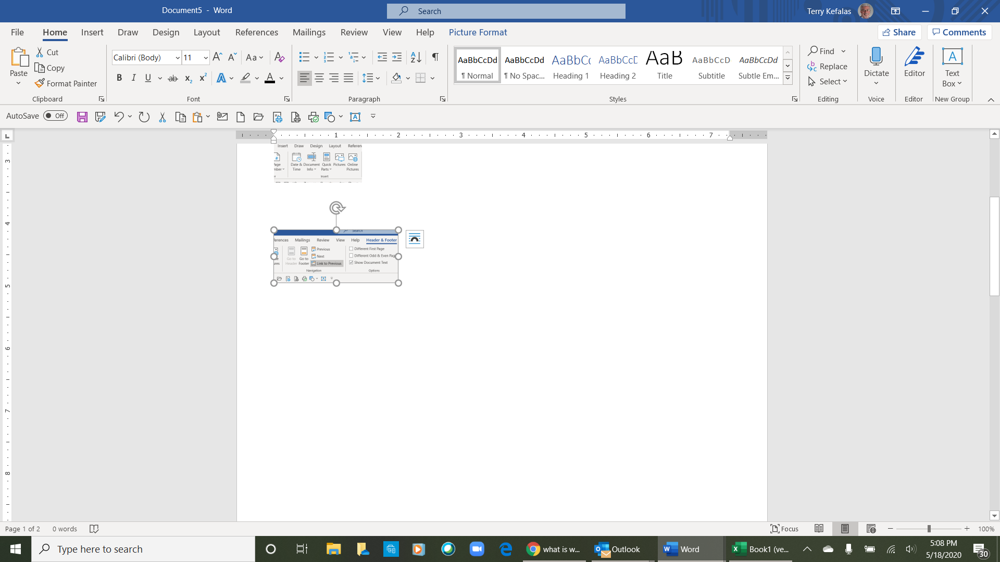 Document5 - Word
Search
Terry Kefalas
File Home Insert Draw Design Layout References Mailings Review View Help Picture Format
Share Comments
Paste
Cut
Copy
Format Painter
Clipboard
Calibri (Body) 11
Font
Paragraph
AaBbCcDd AaBbCcDd AaBbCc AaBbCcD AaB AaBbCcD AaBbCcDd
¶ Normal ¶ No Spac... Heading 1 Heading 2 Title Subtitle Subtle Em...
Styles
Find
Replace
Select
Editing
Dictate
Voice
Editor
Editor
Text
Box
New Group
AutoSave Off
1 2 3 4 5 6 7
3
4
5
6
7
8
Insert Draw Design Layout Referen
Page Date & Document Quick Pictures Online
nber Time Info Parts Pictures
Insert
Search
ferences Mailings Review View Help Header & Footer
Go to Go to
Header Footer
Previous
Next
Link to Previous
Navigation
Different First Page
Different Odd & Even Pag
Show Document Text
Options
Page 1 of 2 0 words
Focus
100%
Type here to search
what is w...
Outlook
Word
Book1 (ve...
5:08 PM
5/18/2020
30